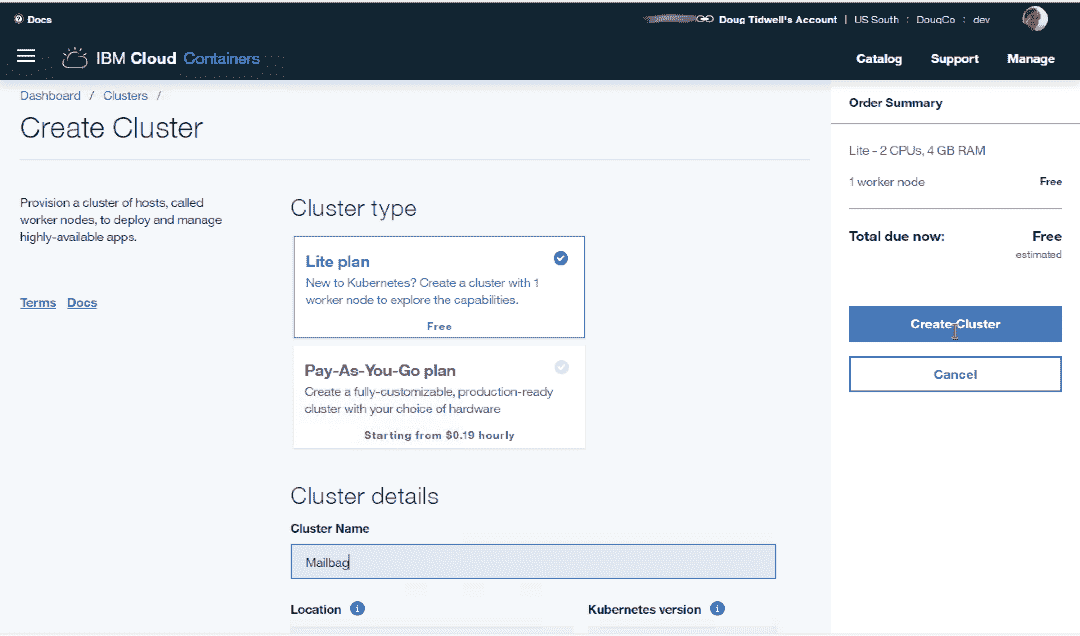 Docs
Doug Tidwell's Account | US South : DougCo : dev
IBM Cloud Containers
Catalog Support Manage
Dashboard / Clusters /
Create Cluster
Provision a cluster of hosts, called
worker nodes, to deploy and manage
highly-available apps.
Terms Docs
Cluster type
Lite plan
New to Kubernetes? Create a cluster with 1
worker node to explore the capabilities.
Free
Pay-As-You-Go plan
Create a fully-customizable, production-ready
cluster with your choice of hardware
Starting from $0.19 hourly
Cluster details
Cluster Name
Mailbag
Location
Kubernetes version
Order Summary
Lite - 2 CPUs, 4 GB RAM
1 worker node Free
Total due now: Free
estimated
Create Cluster
Cancel